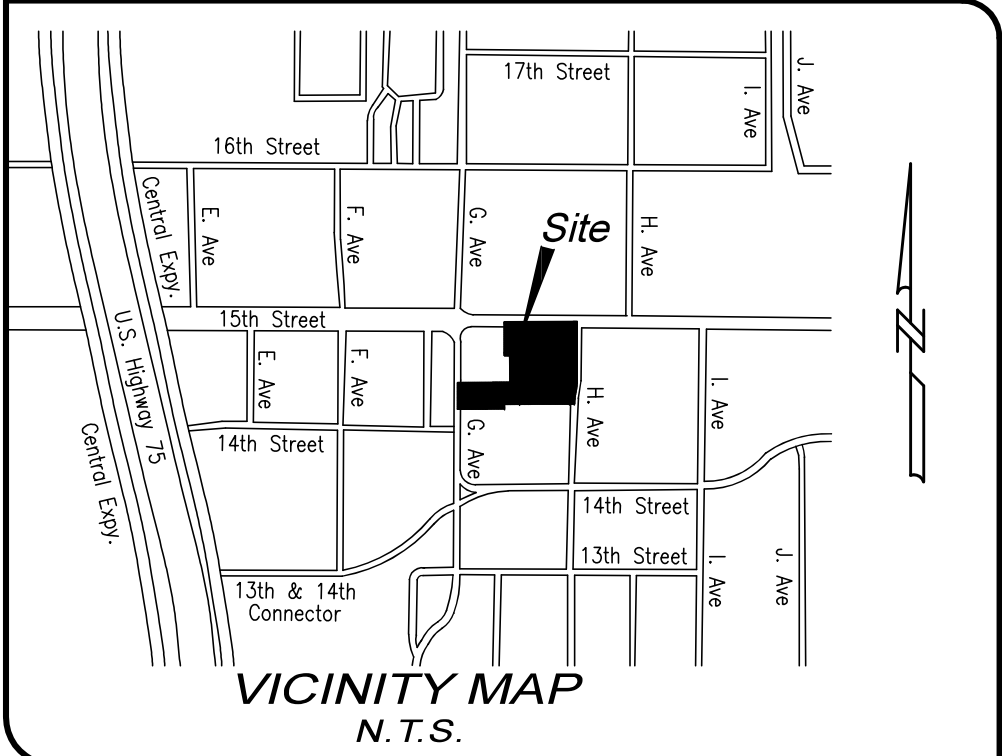 17th Street
J. Ave
I. Ave
16th Street
Central Expy.
E. Ave
F. Ave
G. Ave
Site
H. Ave
15th Street
U.S. Highway 75
E. Ave
F. Ave
H. Ave
I. Ave
Central Expy.
14th Street
G. Ave
14th Street
13th Street
I. Ave
J. Ave
13th & 14th
Connector
N
VICINITY MAP
N.T.S.